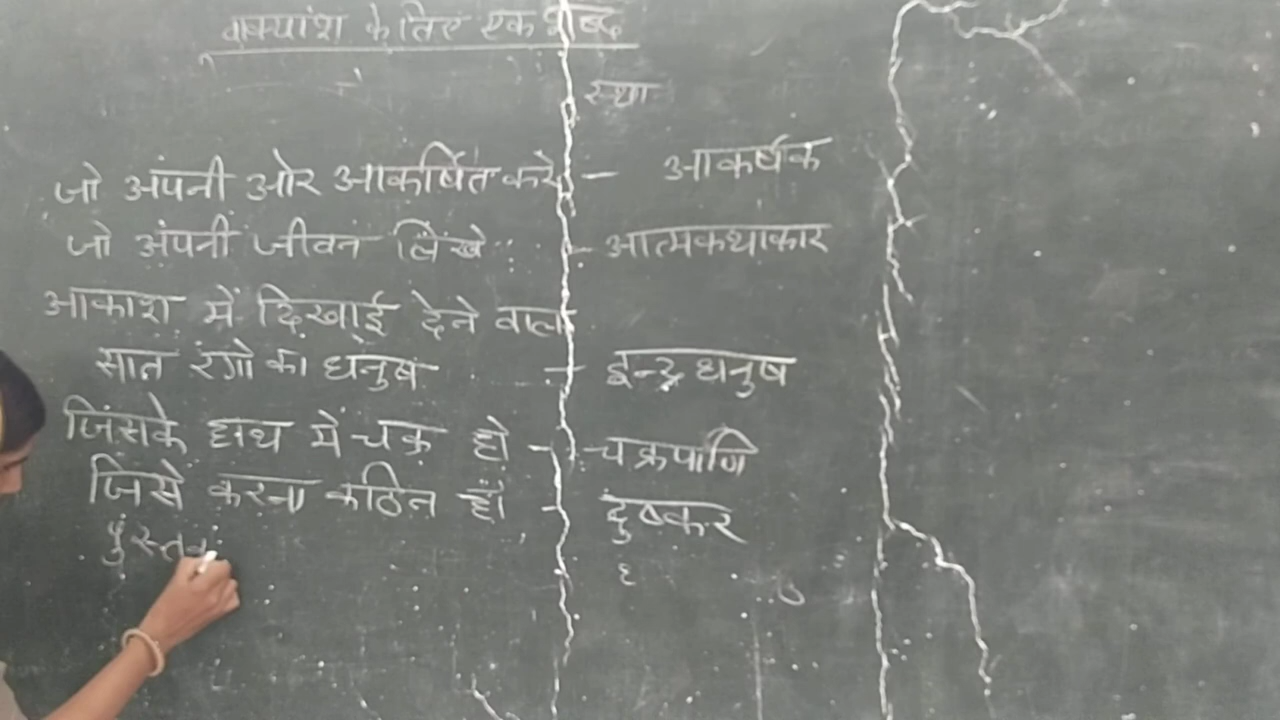 वाक्यांश के लिए एक शब्द
स्था
जो अपनी ओर आकर्षित करे - आकर्षक
जो अपनी जीवन लिखे - आत्मकथाकार
आकाश में दिखाई देने वाला
सात रंगो का धनुष - इन्द्रधनुष
जिसके हाथ में चक्र हो - चक्रपाणि
जिसे करना कठिन हो - दुष्कर
पुस्तक